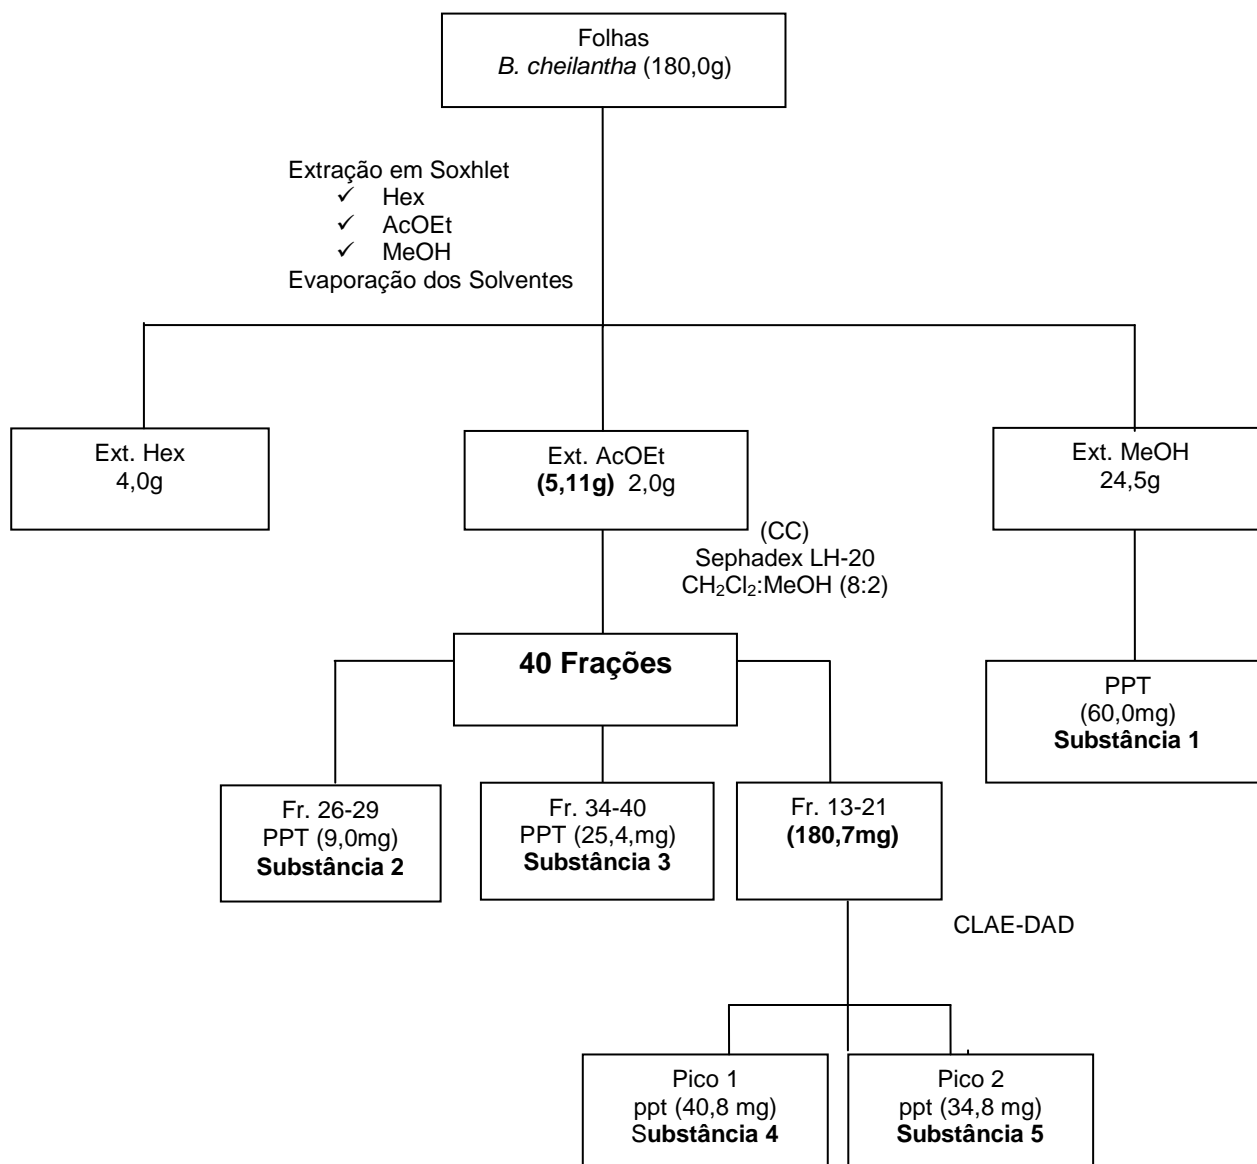 Folhas
B. cheilantha (180,0g)
Extração em Soxhlet
✓ Hex
✓ AcOEt
✓ MeOH
Evaporação dos Solventes
Ext. Hex
4,0g
Ext. AcOEt
(5,11g) 2,0g
Ext. MeOH
24,5g
(CC)
Sephadex LH-20
CH₂Cl₂:MeOH (8:2)
40 Frações
PPT
(60,0mg)
Substância 1
Fr. 26-29
PPT (9,0mg)
Substância 2
Fr. 34-40
PPT (25,4,mg)
Substância 3
Fr. 13-21
(180,7mg)
CLAE-DAD
Pico 1
ppt (40,8 mg)
Substância 4
Pico 2
ppt (34,8 mg)
Substância 5